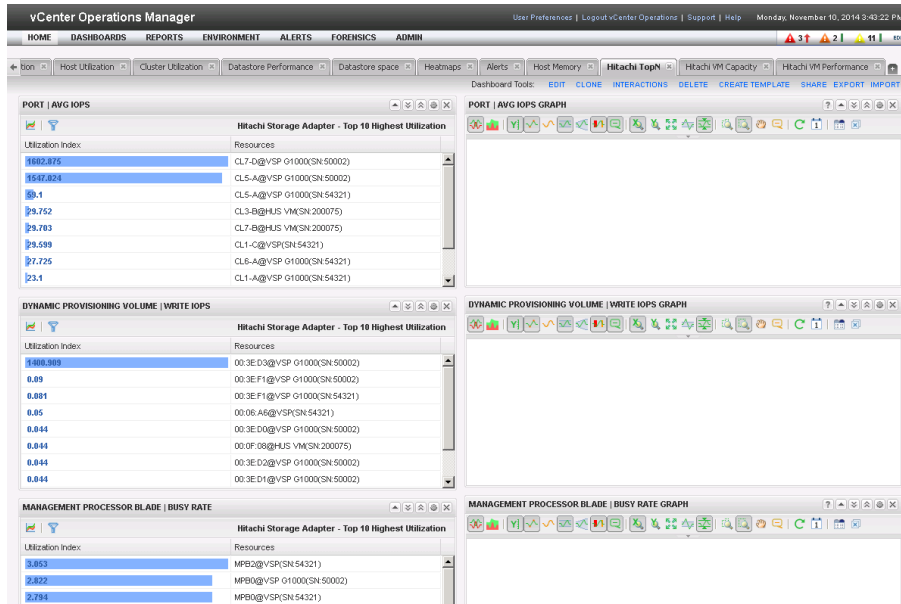 vCenter Operations Manager
User Preferences | Logout vCenter Operations | Support | Help Monday, November 10, 2014 3:43:22 PM
HOME DASHBOARDS REPORTS ENVIRONMENT ALERTS FORENSICS ADMIN 3 2 11
tion Host Utilization Cluster Utilization Datastore Performance Datastore space Heatmaps Alerts Host Memory Hitachi TopN Hitachi VM Capacity Hitachi VM Performance
Dashboard Tools: EDIT CLONE INTERACTIONS DELETE CREATE TEMPLATE SHARE EXPORT IMPORT
PORT | AVG IOPS
Hitachi Storage Adapter - Top 10 Highest Utilization
Utilization Index Resources
1602.875 CL7-D@VSP G1000(SN:50002)
1547.024 CL5-A@VSP G1000(SN:50002)
59.1 CL5-A@VSP G1000(SN:54321)
29.752 CL3-B@HUS VM(SN:200075)
29.703 CL7-B@HUS VM(SN:200075)
29.599 CL1-C@VSP(SN:54321)
27.725 CL6-A@VSP G1000(SN:54321)
23.1 CL1-A@VSP G1000(SN:54321)
PORT | AVG IOPS GRAPH
DYNAMIC PROVISIONING VOLUME | WRITE IOPS
Hitachi Storage Adapter - Top 10 Highest Utilization
Utilization Index Resources
1400.989 00:3E:D3@VSP G1000(SN:50002)
0.09 00:3E:F1@VSP G1000(SN:50002)
0.081 00:3E:F1@VSP G1000(SN:54321)
0.05 00:06:A6@VSP(SN:54321)
0.044 00:3E:D0@VSP G1000(SN:50002)
0.044 00:0F:08@HUS VM(SN:200075)
0.044 00:3E:D2@VSP G1000(SN:50002)
0.044 00:3E:D1@VSP G1000(SN:50002)
DYNAMIC PROVISIONING VOLUME | WRITE IOPS GRAPH
MANAGEMENT PROCESSOR BLADE | BUSY RATE
Hitachi Storage Adapter - Top 10 Highest Utilization
Utilization Index Resources
3.053 MPB2@VSP(SN:54321)
2.822 MPB0@VSP G1000(SN:50002)
2.794 MPB0@VSP(SN:54321)
MANAGEMENT PROCESSOR BLADE | BUSY RATE GRAPH